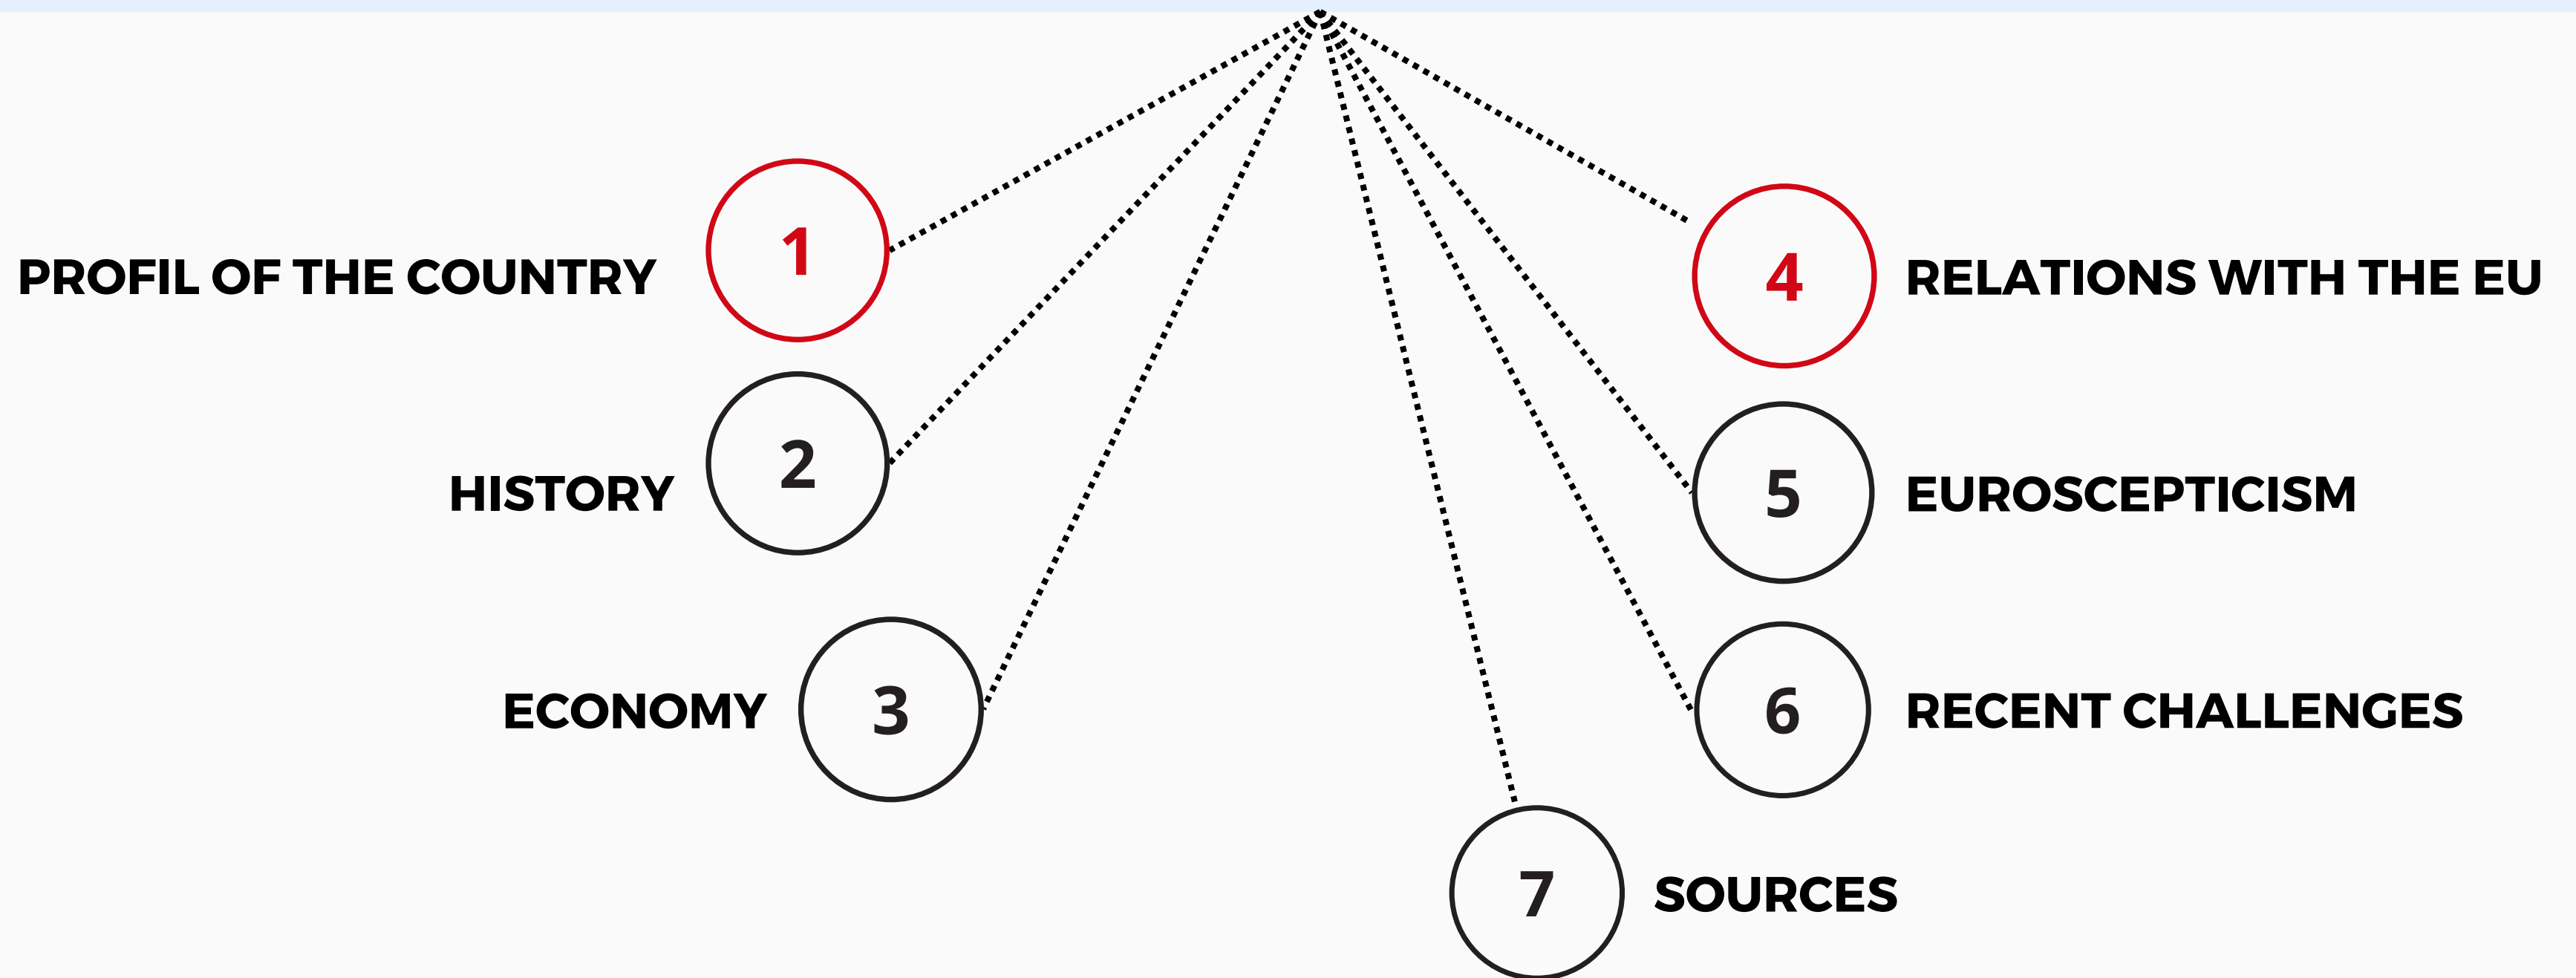 1
PROFIL OF THE COUNTRY
2
HISTORY
3
ECONOMY
4
RELATIONS WITH THE EU
5
EUROSCEPTICISM
6
RECENT CHALLENGES
7
SOURCES